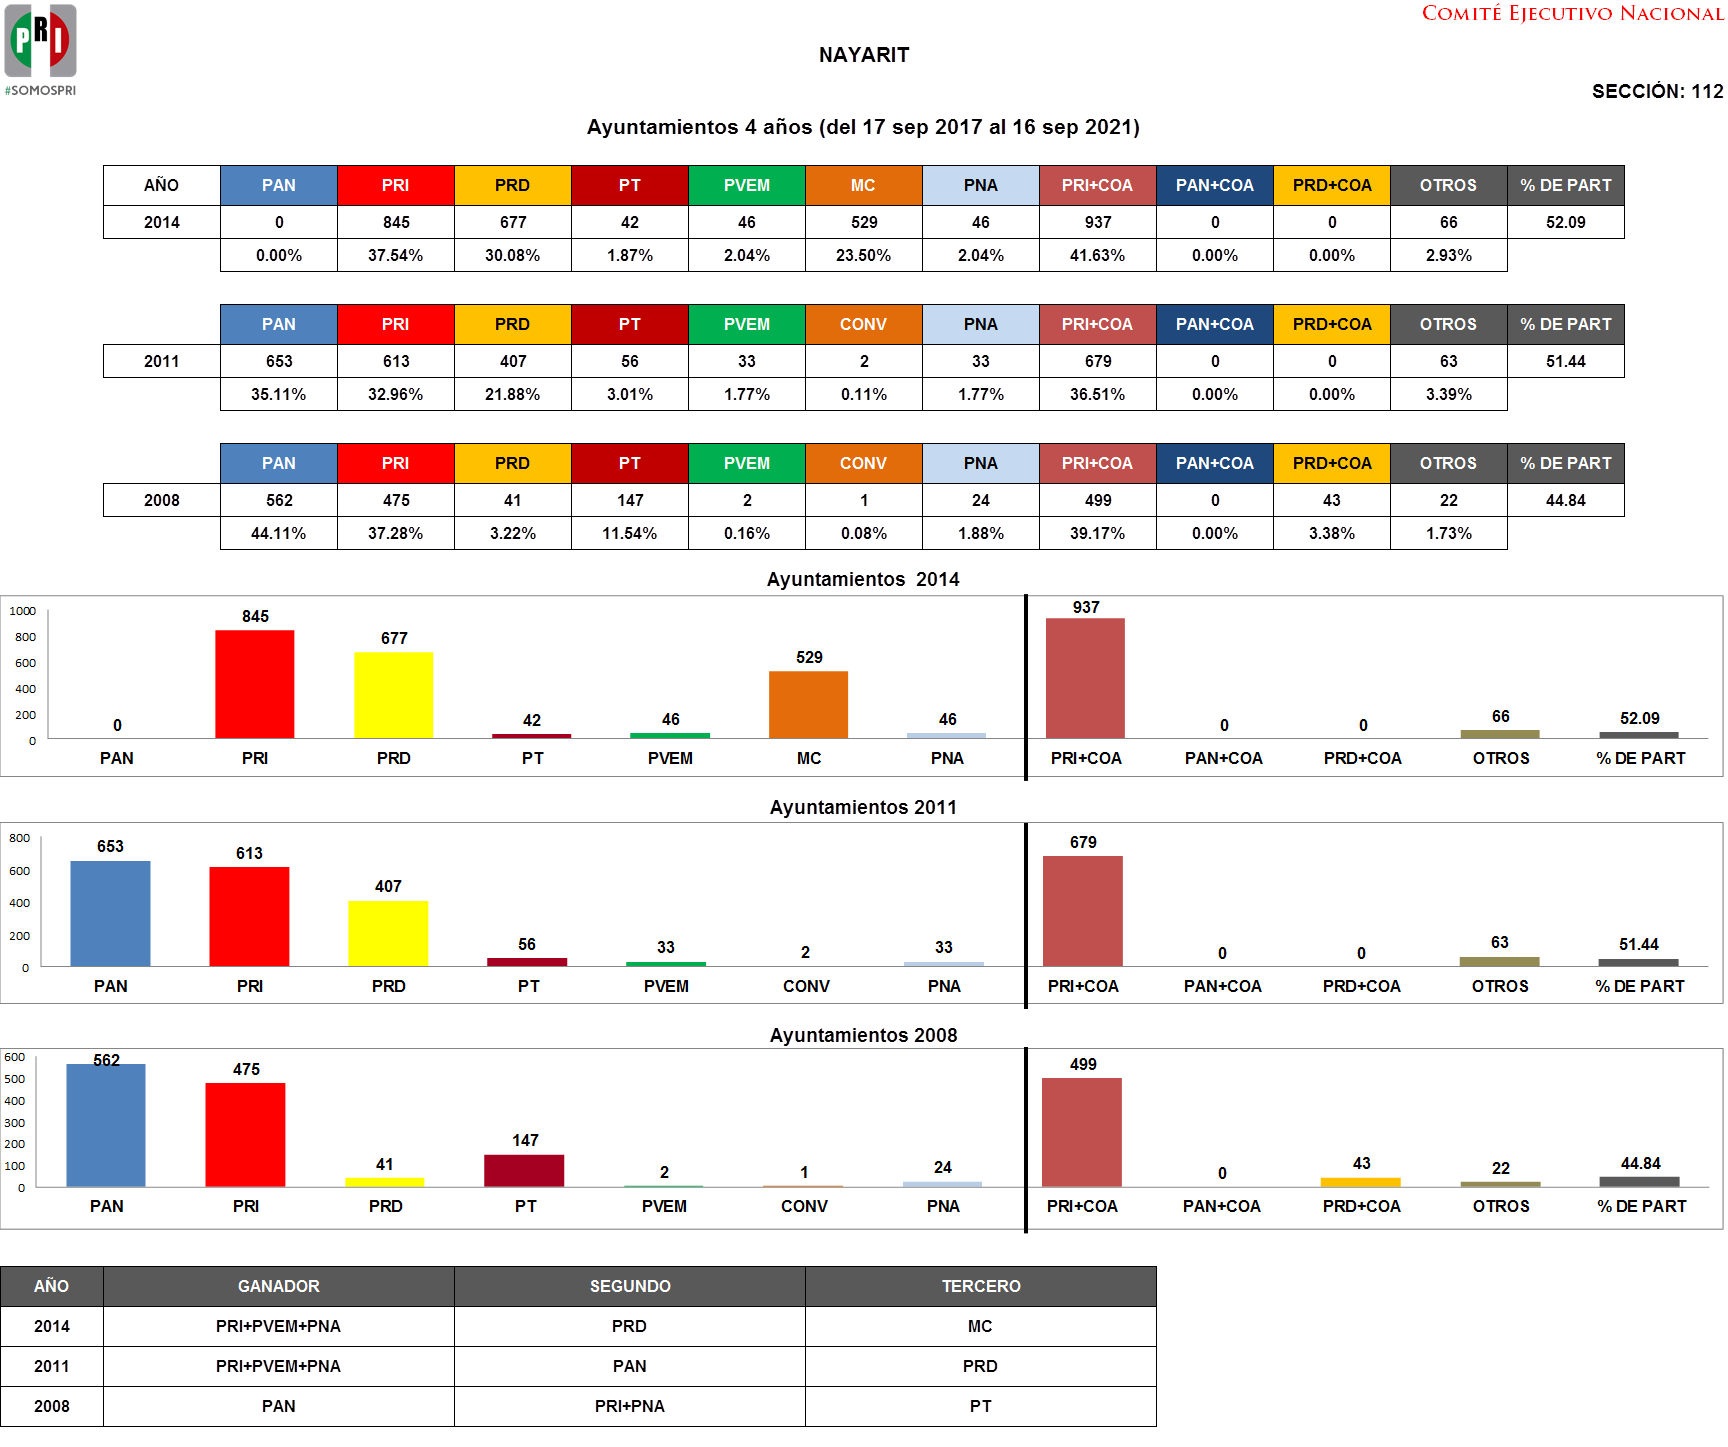 COMITÉ EJECUTIVO NACIONAL
PRI
#SOMOSPRI
NAYARIT
SECCIÓN: 112
Ayuntamientos 4 años (del 17 sep 2017 al 16 sep 2021)
AÑO PAN PRI PRD PT PVEM MC PNA PRI+COA PAN+COA PRD+COA OTROS % DE PART
2014 0 845 677 42 46 529 46 937 0 0 66 52.09
0.00% 37.54% 30.08% 1.87% 2.04% 23.50% 2.04% 41.63% 0.00% 0.00% 2.93%
PAN PRI PRD PT PVEM CONV PNA PRI+COA PAN+COA PRD+COA OTROS % DE PART
2011 653 613 407 56 33 2 33 679 0 0 63 51.44
35.11% 32.96% 21.88% 3.01% 1.77% 0.11% 1.77% 36.51% 0.00% 0.00% 3.39%
PAN PRI PRD PT PVEM CONV PNA PRI+COA PAN+COA PRD+COA OTROS % DE PART
2008 562 475 41 147 2 1 24 499 0 43 22 44.84
44.11% 37.28% 3.22% 11.54% 0.16% 0.08% 1.88% 39.17% 0.00% 3.38% 1.73%
Ayuntamientos 2014
1000
800
600
400
200
0
0 845 677 42 46 529 46 937 0 0 66 52.09
PAN PRI PRD PT PVEM MC PNA PRI+COA PAN+COA PRD+COA OTROS % DE PART
Ayuntamientos 2011
800
600
400
200
0
653 613 407 56 33 2 33 679 0 0 63 51.44
PAN PRI PRD PT PVEM CONV PNA PRI+COA PAN+COA PRD+COA OTROS % DE PART
Ayuntamientos 2008
600
500
400
300
200
100
0
562 475 41 147 2 1 24 499 0 43 22 44.84
PAN PRI PRD PT PVEM CONV PNA PRI+COA PAN+COA PRD+COA OTROS % DE PART
AÑO GANADOR SEGUNDO TERCERO
2014 PRI+PVEM+PNA PRD MC
2011 PRI+PVEM+PNA PAN PRD
2008 PAN PRI+PNA PT